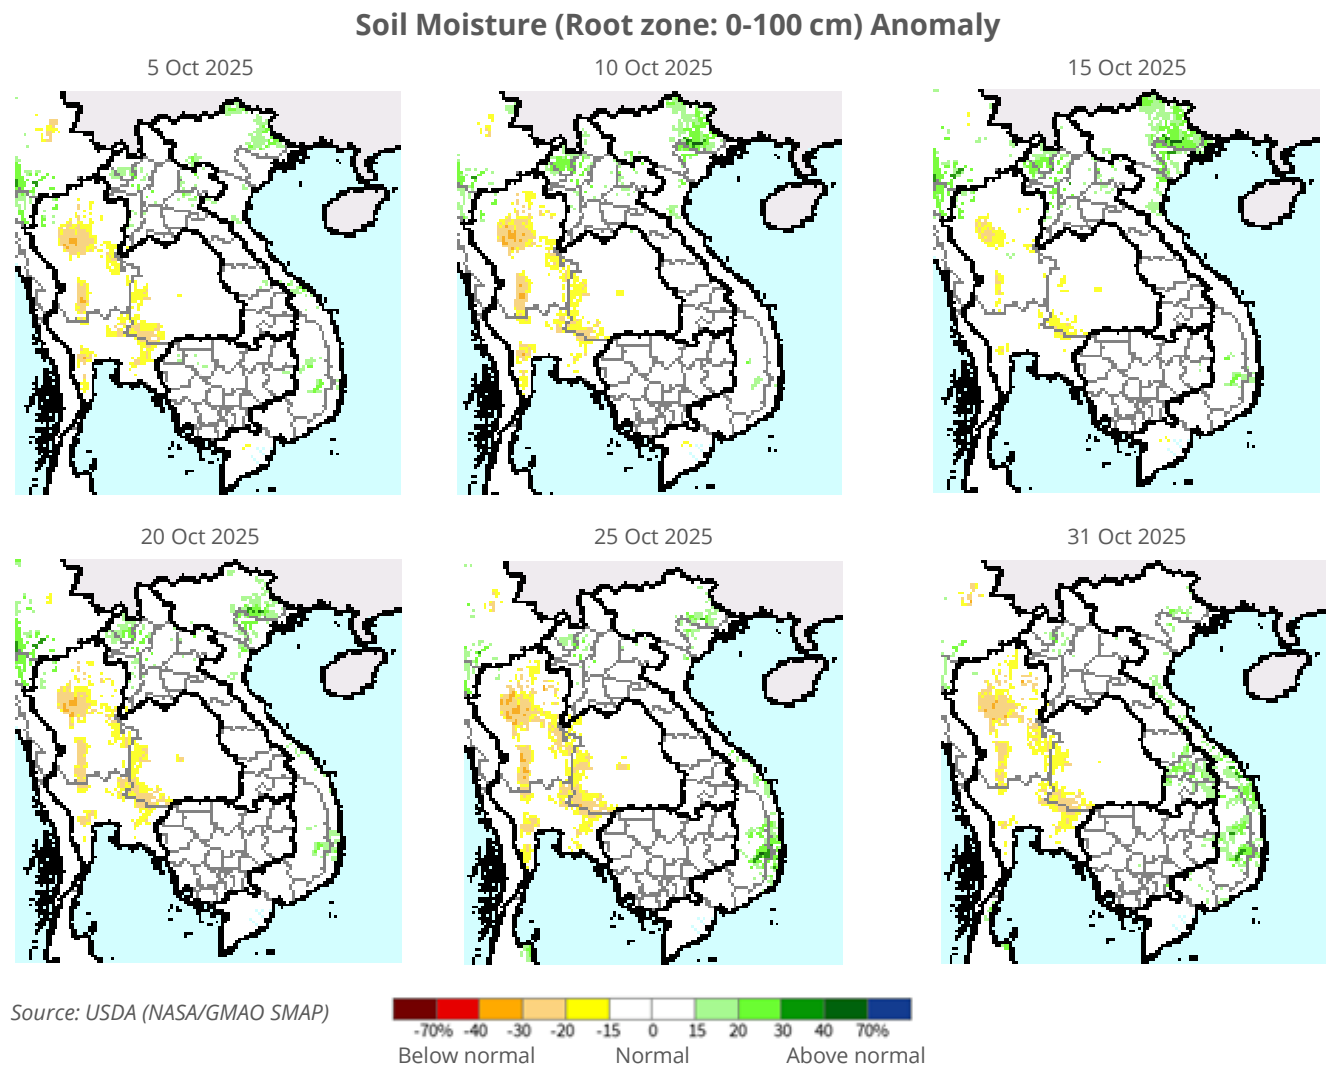 Soil Moisture (Root zone: 0-100 cm) Anomaly
5 Oct 2025
10 Oct 2025
15 Oct 2025
20 Oct 2025
25 Oct 2025
31 Oct 2025
Source: USDA (NASA/GMAO SMAP)
-70% -40 -30 -20 -15 0 15 20 30 40 70%
Below normal Normal Above normal